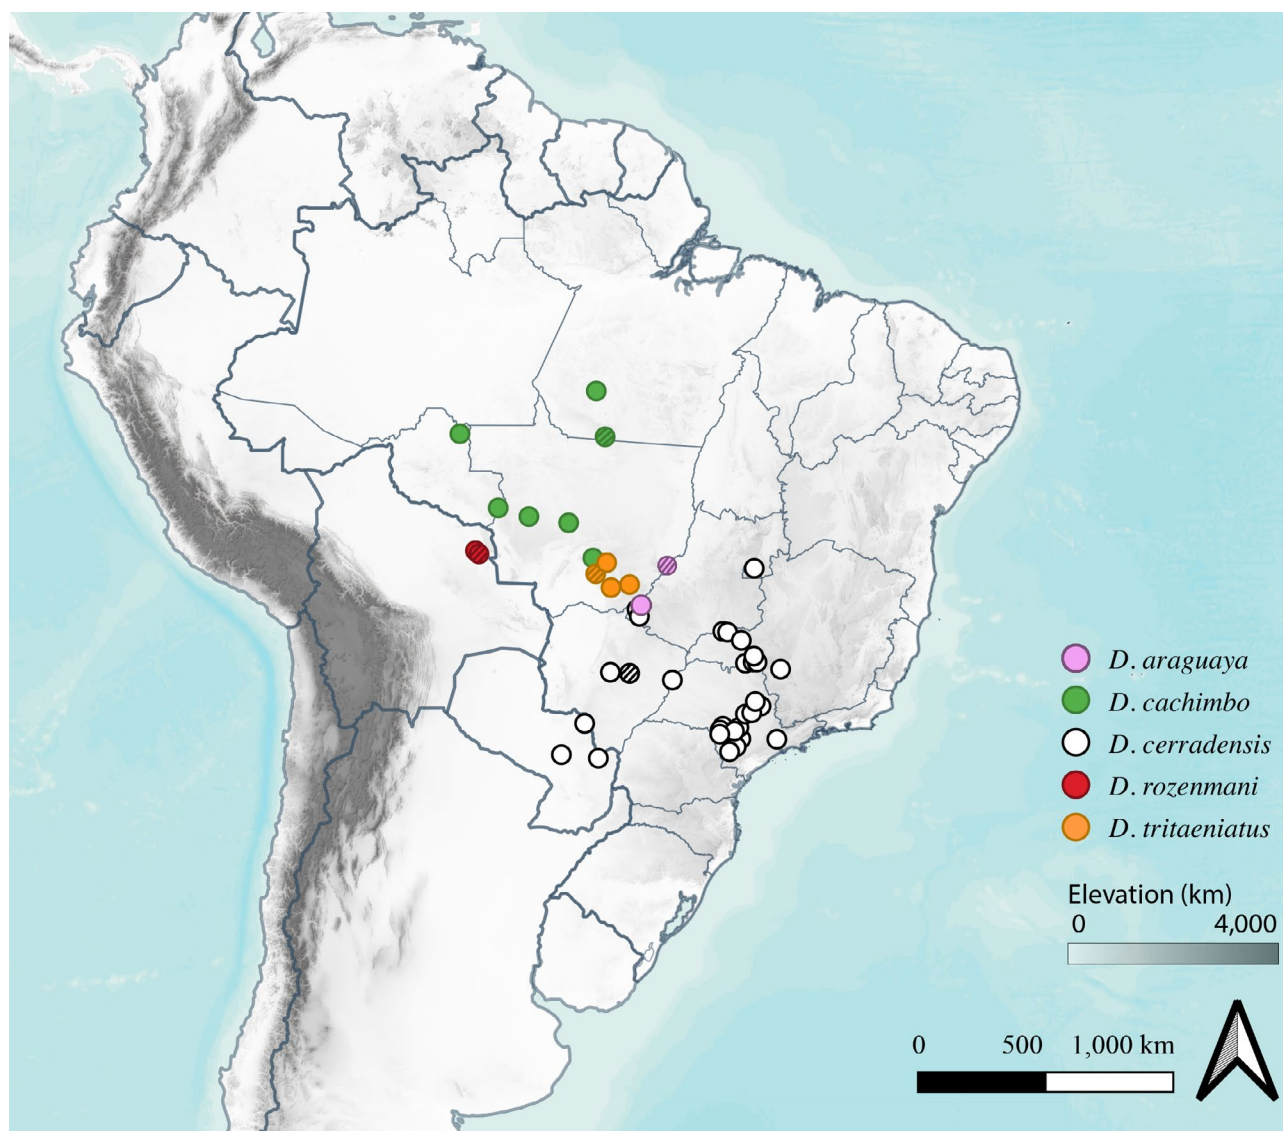 D. araguaya
D. cachimbo
D. cerradensis
D. rozenmani
D. tritaeniatus
Elevation (km)
0 4,000
0 500 1,000 km